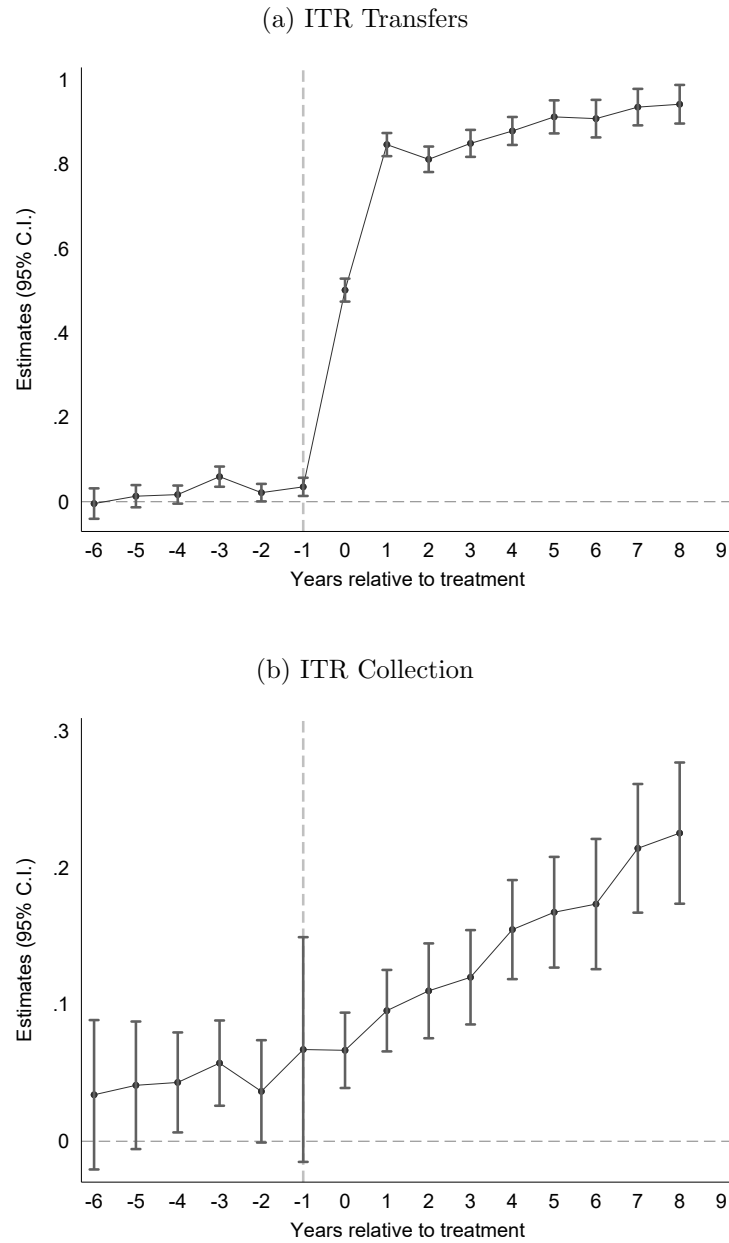 (a) ITR Transfers
Estimates (95% C.I.)
1
.8
.6
.4
.2
0
-6 -5 -4 -3 -2 -1 0 1 2 3 4 5 6 7 8 9
Years relative to treatment
(b) ITR Collection
Estimates (95% C.I.)
.3
.2
.1
0
-6 -5 -4 -3 -2 -1 0 1 2 3 4 5 6 7 8 9
Years relative to treatment